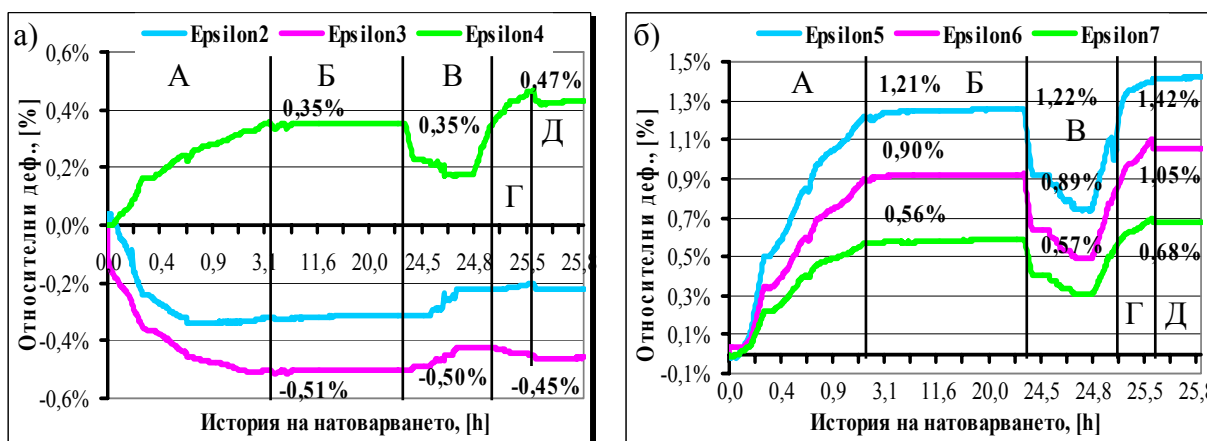 а)
Epsilon2 Epsilon3 Epsilon4
0,6%
0,4%
0,2%
0,0%
-0,2%
-0,4%
-0,6%
Относителни деф., [%]
А Б В Г Д
0,35% 0,35% 0,47%
-0,51% -0,50% -0,45%
0,0 0,4 0,9 3,1 11,6 20,0 24,5 24,8 25,5 25,8
История на натоварването, [h]
б)
Epsilon5 Epsilon6 Epsilon7
1,5%
1,3%
1,1%
0,9%
0,7%
0,5%
0,3%
0,1%
-0,1%
Относителни деф., [%]
А Б В Г Д
1,21% 1,22% 1,42%
0,90% 0,89% 1,05%
0,56% 0,57% 0,68%
0,0 0,4 0,9 3,1 11,6 20,0 24,5 24,8 25,5 25,8
История на натоварването, [h]